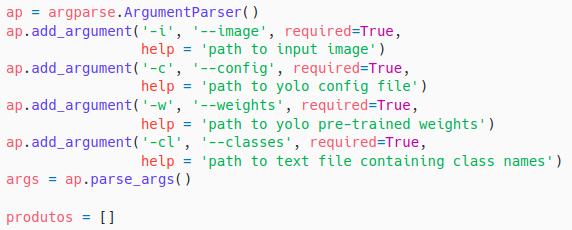 ap = argparse.ArgumentParser()
ap.add_argument('-i', '--image', required=True,
                help = 'path to input image')
ap.add_argument('-c', '--config', required=True,
                help = 'path to yolo config file')
ap.add_argument('-w', '--weights', required=True,
                help = 'path to yolo pre-trained weights')
ap.add_argument('-cl', '--classes', required=True,
                help = 'path to text file containing class names')
args = ap.parse_args()

produtos = []